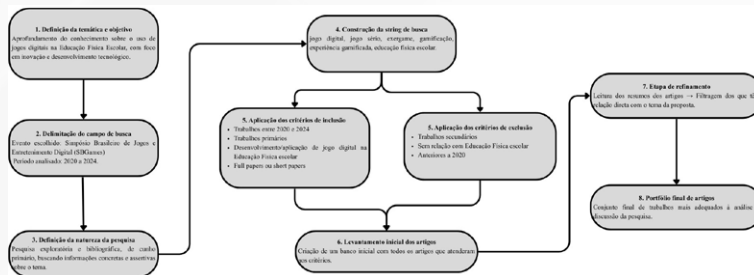 1. Definição da temática e objetivo
Aprofundamento do conhecimento sobre o uso de
jogos digitais na Educação Física Escolar, com foco
em inovação e desenvolvimento tecnológico.
2. Delimitação do campo de busca
Evento escolhido: Simpósio Brasileiro de Jogos e
Entretenimento Digital (SBGames)
Período analisado: 2020 a 2024.
3. Definição da natureza da pesquisa
Pesquisa exploratória e bibliográfica, de cunho
primário, buscando informações concretas e assertivas
sobre o tema.
4. Construção da string de busca
jogo digital, jogo sério, exergame, gamificação,
experiência gamificada, educação física escolar.
5. Aplicação dos critérios de inclusão
• Trabalhos entre 2020 e 2024
• Trabalhos primários
• Desenvolvimento/aplicação de jogo digital na
Educação Física escolar
• Full papers ou short papers
5. Aplicação dos critérios de exclusão
• Trabalhos secundários
• Sem relação com Educação Física escolar
• Anteriores a 2020
6. Levantamento inicial dos artigos
Criação de um banco inicial com todos os artigos que atenderam
aos critérios.
7. Etapa de refinamento
Leitura dos resumos dos artigos → Filtragem dos que
relação direta com o tema da proposta.
8. Portfólio final de artigos
Conjunto final de trabalhos mais adequados à análise
discussão da pesquisa.